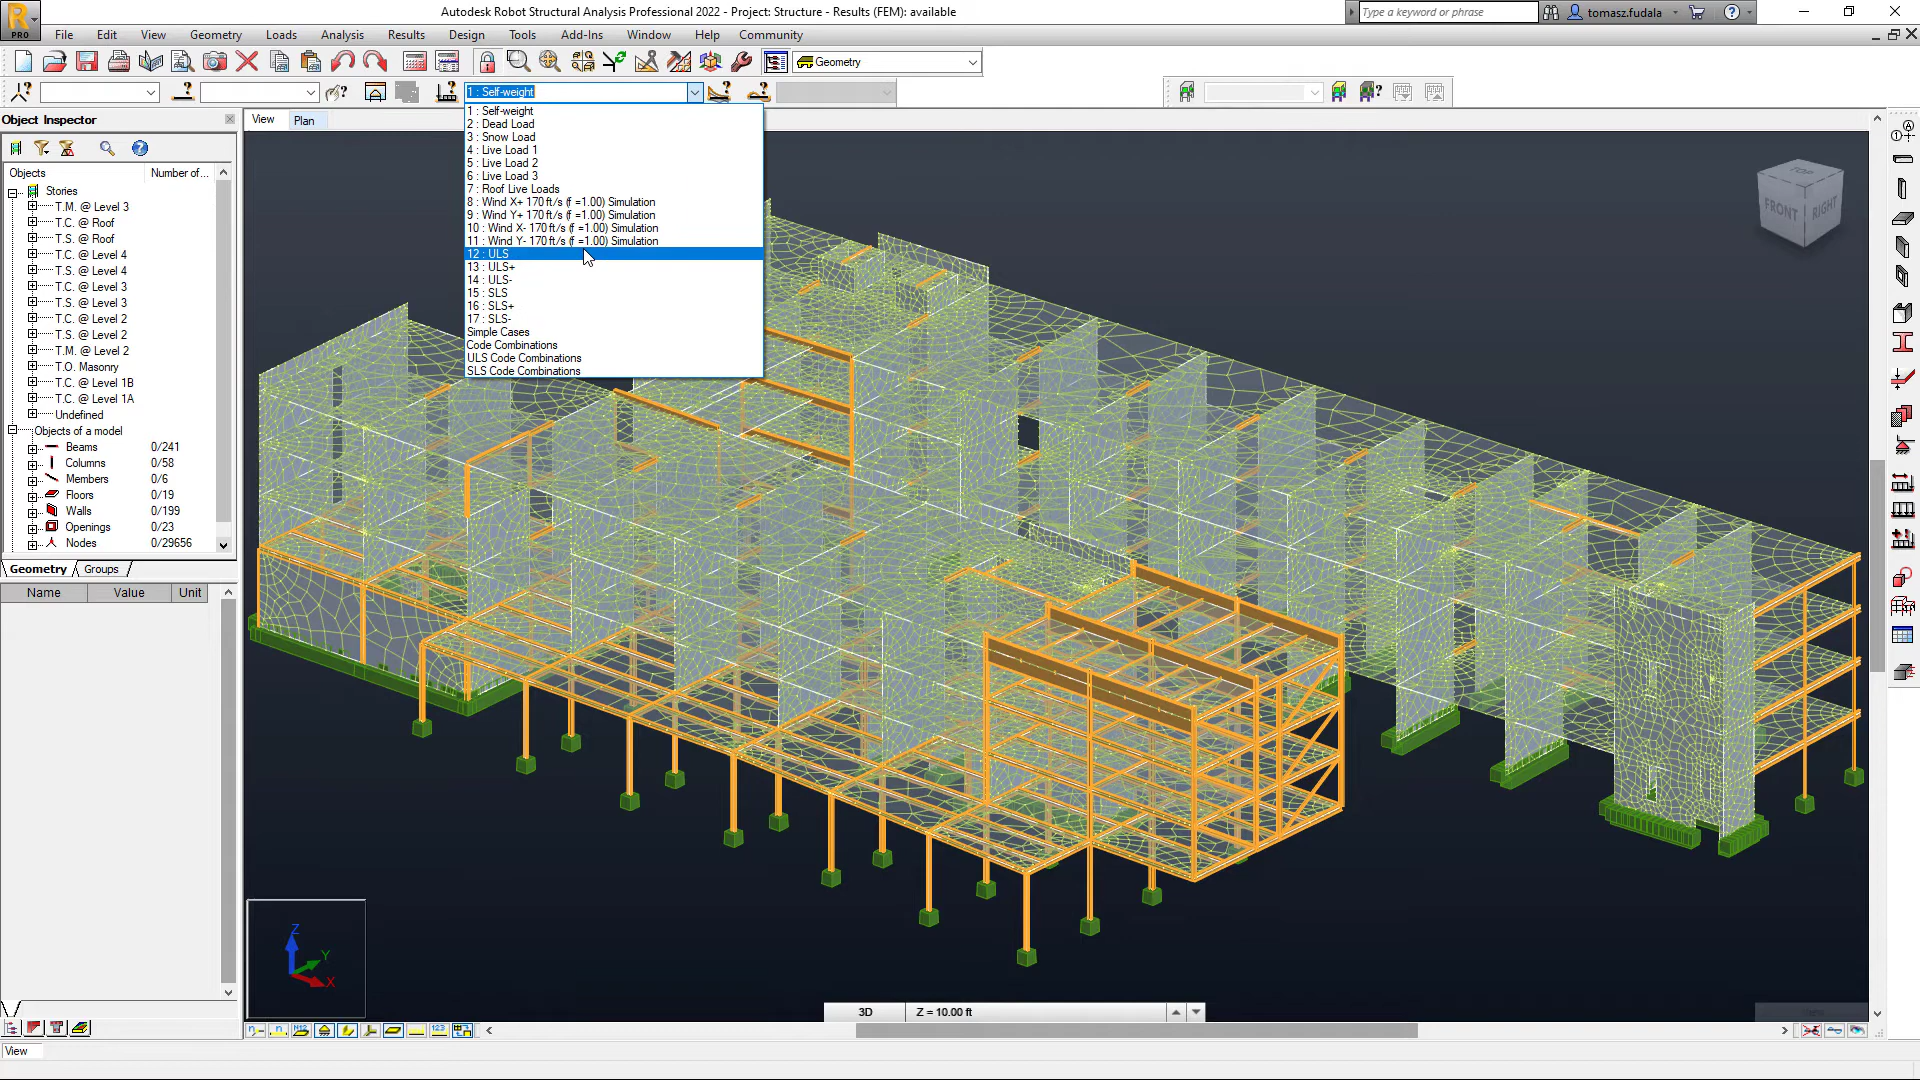 Autodesk Robot Structural Analysis Professional 2022 - Project: Structure - Results (FEM): available
Type a keyword or phrase
tomasz.fudala
R
PRO
File Edit View Geometry Loads Analysis Results Design Tools Add-Ins Window Help Community
Geometry
1 : Self-weight
Object Inspector
View Plan
Objects Number of...
Stories
T.M. @ Level 3
T.C. @ Roof
T.S. @ Roof
T.C. @ Level 4
T.S. @ Level 4
T.C. @ Level 3
T.S. @ Level 3
T.C. @ Level 2
T.S. @ Level 2
T.M. @ Level 2
T.O. Masonry
T.C. @ Level 1B
T.C. @ Level 1A
Undefined
Objects of a model
Beams 0/241
Columns 0/58
Members 0/6
Floors 0/19
Walls 0/199
Openings 0/23
Nodes 0/29656
Geometry Groups
Name Value Unit
1 : Self-weight
2 : Dead Load
3 : Snow Load
4 : Live Load 1
5 : Live Load 2
6 : Live Load 3
7 : Roof Live Loads
8 : Wind X+ 170 ft/s (f =1.00) Simulation
9 : Wind Y+ 170 ft/s (f =1.00) Simulation
10 : Wind X- 170 ft/s (f =1.00) Simulation
11 : Wind Y- 170 ft/s (f =1.00) Simulation
12 : ULS
13 : ULS+
14 : ULS-
15 : SLS
16 : SLS+
17 : SLS-
Simple Cases
Code Combinations
ULS Code Combinations
SLS Code Combinations
TOP
FRONT
RIGHT
Z
Y
X
3D Z = 10.00 ft
View